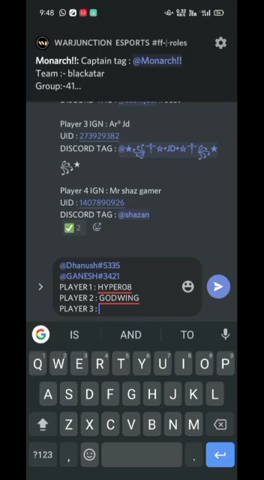 9:48
WARJUNCTION ESPORTS #ff-⁝-roles
Monarch!!: Captain tag : @Monarch!!
Team :- blackatar
Group:-41...
Player 3 IGN : Arᵇ Jd
UID : 273929382
DISCORD TAG :
Player 4 IGN : Mr shaz gamer
UID : 1407890926
DISCORD TAG : @shazan
2
@Dhanush#5335
@GANESH#3421
PLAYER 1 : HYPER08
PLAYER 2 : GODWING
PLAYER 3 :
G IS AND TO
Q W E R T Y U I O P
A S D F G H J K L
Z X C V B N M
?123 , .